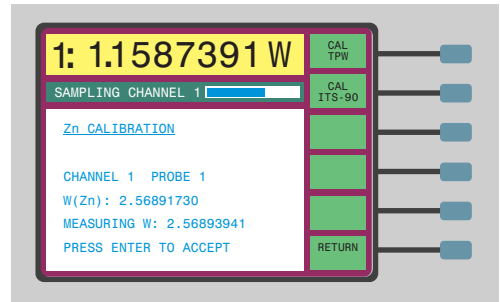 1: 1.1587391 W
CAL
TPW
SAMPLING CHANNEL 1
CAL
ITS-90
Zn CALIBRATION
CHANNEL 1 PROBE 1
W(Zn): 2.56891730
MEASURING W: 2.56893941
PRESS ENTER TO ACCEPT
RETURN